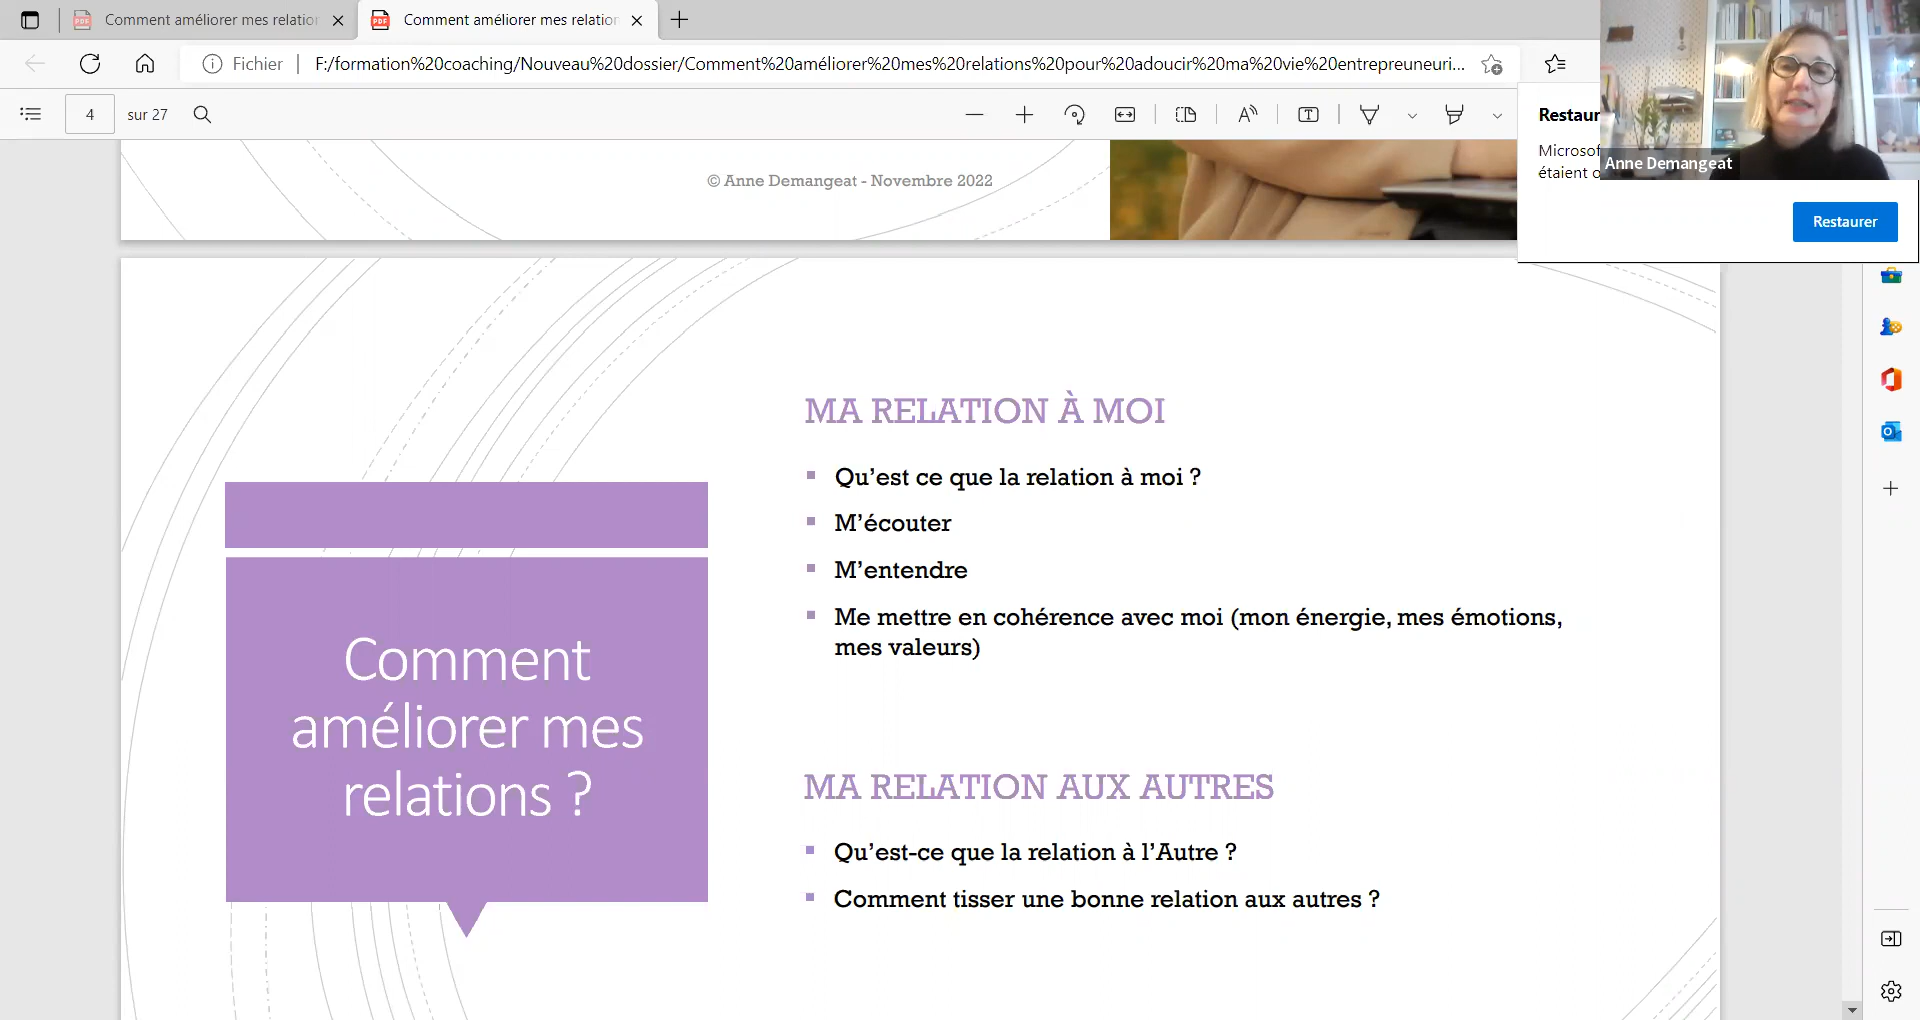 Comment améliorer mes relation
Comment améliorer mes relation
Fichier
F:/formation%20coaching/Nouveau%20dossier/Comment%20améliorer%20mes%20relations%20pour%20adoucir%20ma%20vie%20entrepreuneuri...
4 sur 27
Restaur
Microsof
étaient o
Anne Demangeat
Restaurer
© Anne Demangeat - Novembre 2022
Comment
améliorer mes
relations ?
MA RELATION À MOI
Qu’est ce que la relation à moi ?
M’écouter
M’entendre
Me mettre en cohérence avec moi (mon énergie, mes émotions,
mes valeurs)
MA RELATION AUX AUTRES
Qu’est-ce que la relation à l’Autre ?
Comment tisser une bonne relation aux autres ?